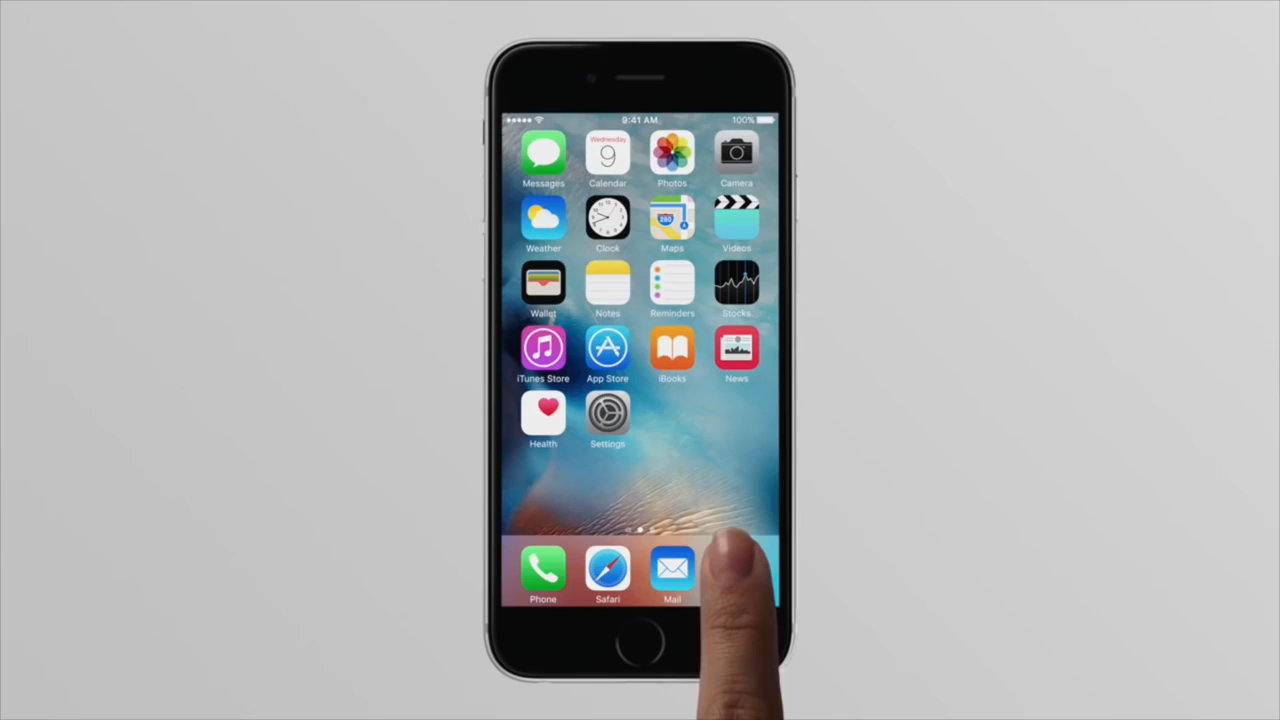 9:41 AM 100%
Wednesday
9
Messages Calendar Photos Camera
280
Weather Clock Maps Videos
Wallet Notes Reminders Stocks
iTunes Store App Store iBooks News
Health Settings
Phone Safari Mail